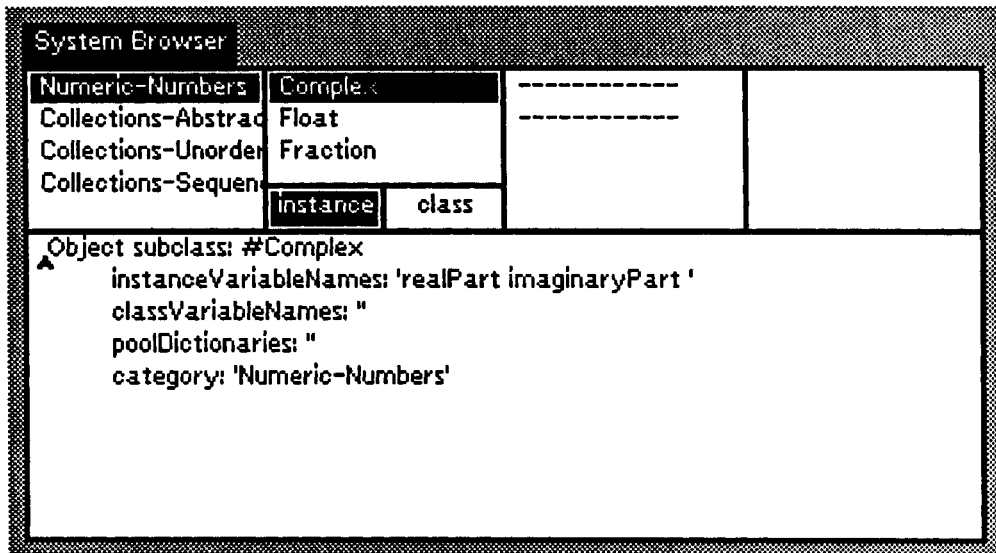 System Browser
Numeric-Numbers
Collections-Abstrac
Collections-Unorder
Collections-Sequen
Complex
Float
Fraction
instance class
------------
------------
Object subclass: #Complex
instanceVariableNames: 'realPart imaginaryPart '
classVariableNames: ''
poolDictionaries: ''
category: 'Numeric-Numbers'